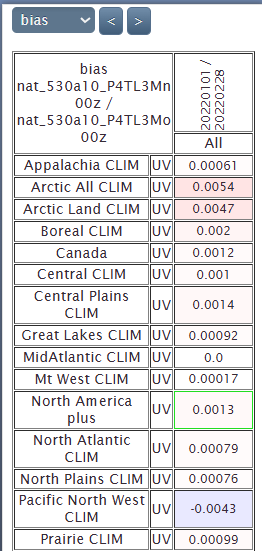 bias < >
bias
nat_530a10_P4TL3Mn
00z /
nat_530a10_P4TL3Mo
00z
20220101 /
20220228
All
Appalachia CLIM UV 0.00061
Arctic All CLIM UV 0.0054
Arctic Land CLIM UV 0.0047
Boreal CLIM UV 0.002
Canada UV 0.0012
Central CLIM UV 0.001
Central Plains
CLIM UV 0.0014
Great Lakes CLIM UV 0.00092
MidAtlantic CLIM UV 0.0
Mt West CLIM UV 0.00017
North America
plus UV 0.0013
North Atlantic
CLIM UV 0.00079
North Plains CLIM UV 0.00076
Pacific North West
CLIM UV -0.0043
Prairie CLIM UV 0.00099